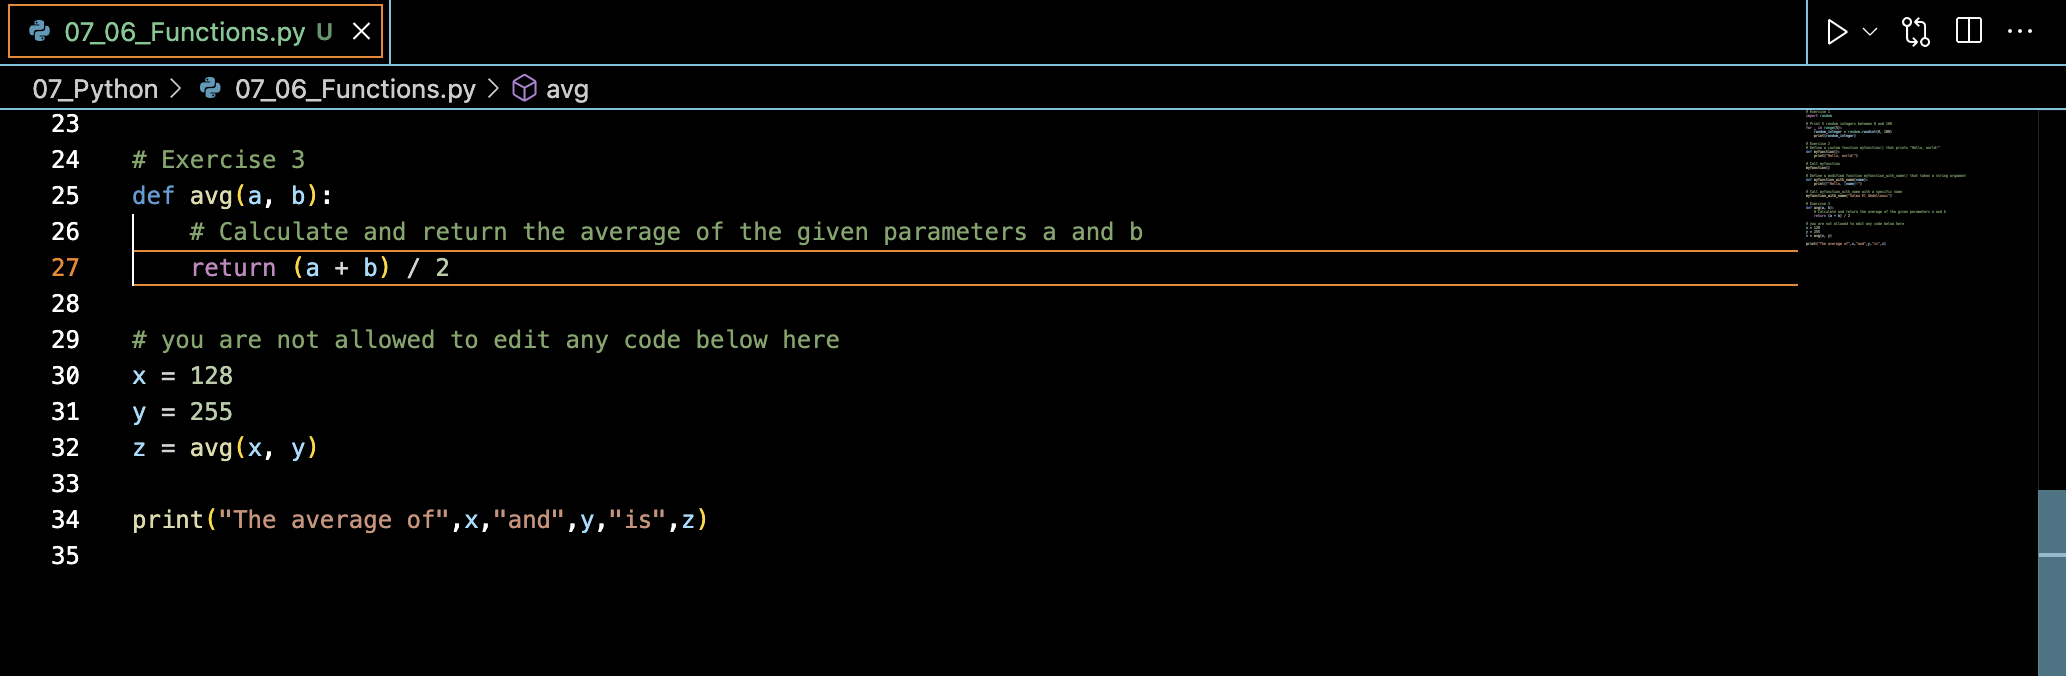 07_06_Functions.py U
07_Python > 07_06_Functions.py > avg
23
24 # Exercise 3
25 def avg(a, b):
26     # Calculate and return the average of the given parameters a and b
27     return (a + b) / 2
28
29 # you are not allowed to edit any code below here
30 x = 128
31 y = 255
32 z = avg(x, y)
33
34 print("The average of",x,"and",y,"is",z)
35